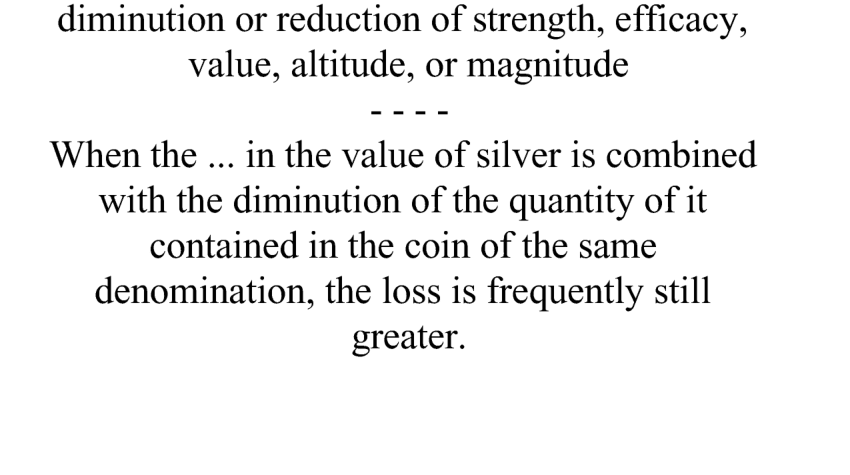 diminution or reduction of strength, efficacy,
value, altitude, or magnitude
- - - -
When the ... in the value of silver is combined
with the diminution of the quantity of it
contained in the coin of the same
denomination, the loss is frequently still
greater.